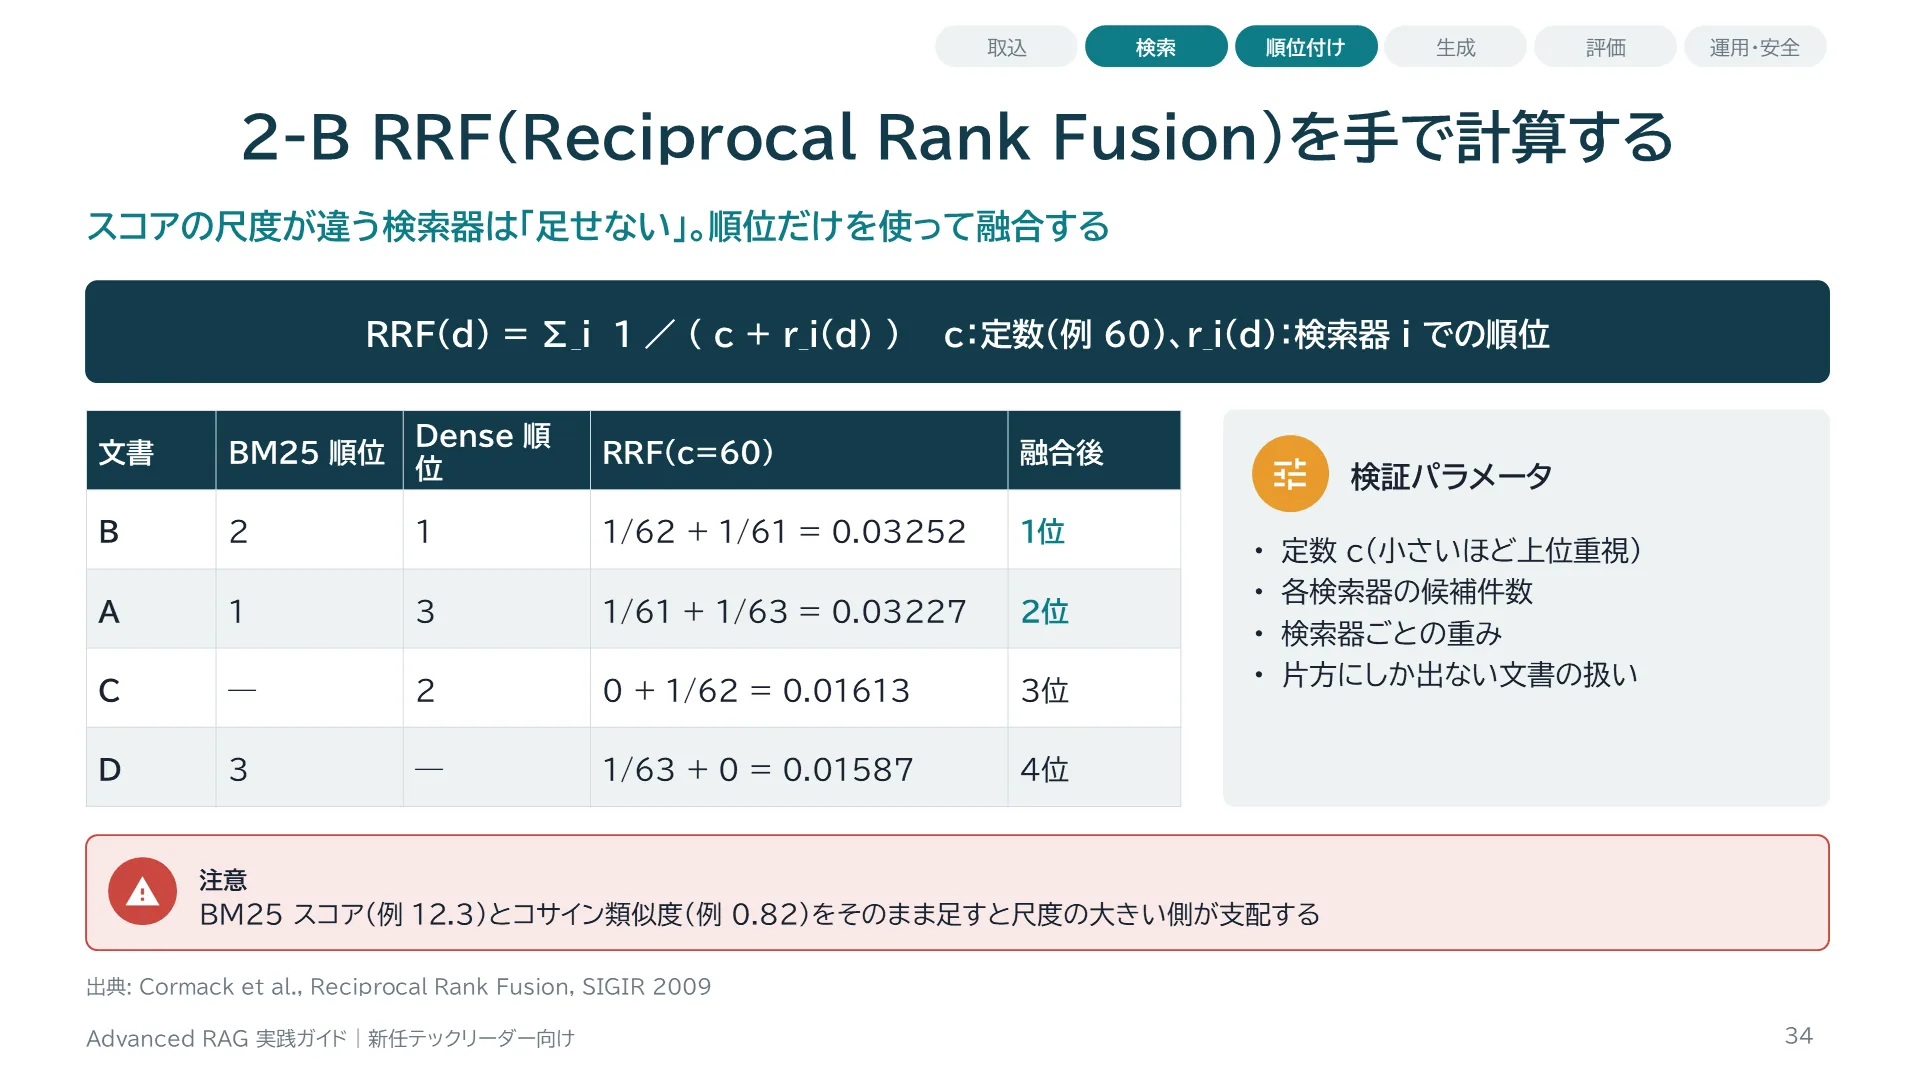 取込
検索
順位付け
生成
評価
運用・安全
2-B RRF(Reciprocal Rank Fusion)を手で計算する
スコアの尺度が違う検索器は「足せない」。順位だけを使って融合する
RRF(d) = Σ_i 1 ／ ( c + r_i(d) )　c：定数(例 60)、r_i(d)：検索器 i での順位
文書
BM25 順位
Dense 順
位
RRF(c=60)
融合後
B
2
1
1/62 + 1/61 = 0.03252
1位
A
1
3
1/61 + 1/63 = 0.03227
2位
C
—
2
0 + 1/62 = 0.01613
3位
D
3
—
1/63 + 0 = 0.01587
4位
検証パラメータ
• 定数 c(小さいほど上位重視)
• 各検索器の候補件数
• 検索器ごとの重み
• 片方にしか出ない文書の扱い
注意
BM25 スコア(例 12.3)とコサイン類似度(例 0.82)をそのまま足すと尺度の大きい側が支配する
出典: Cormack et al., Reciprocal Rank Fusion, SIGIR 2009
Advanced RAG 実践ガイド｜新任テックリーダー向け
34